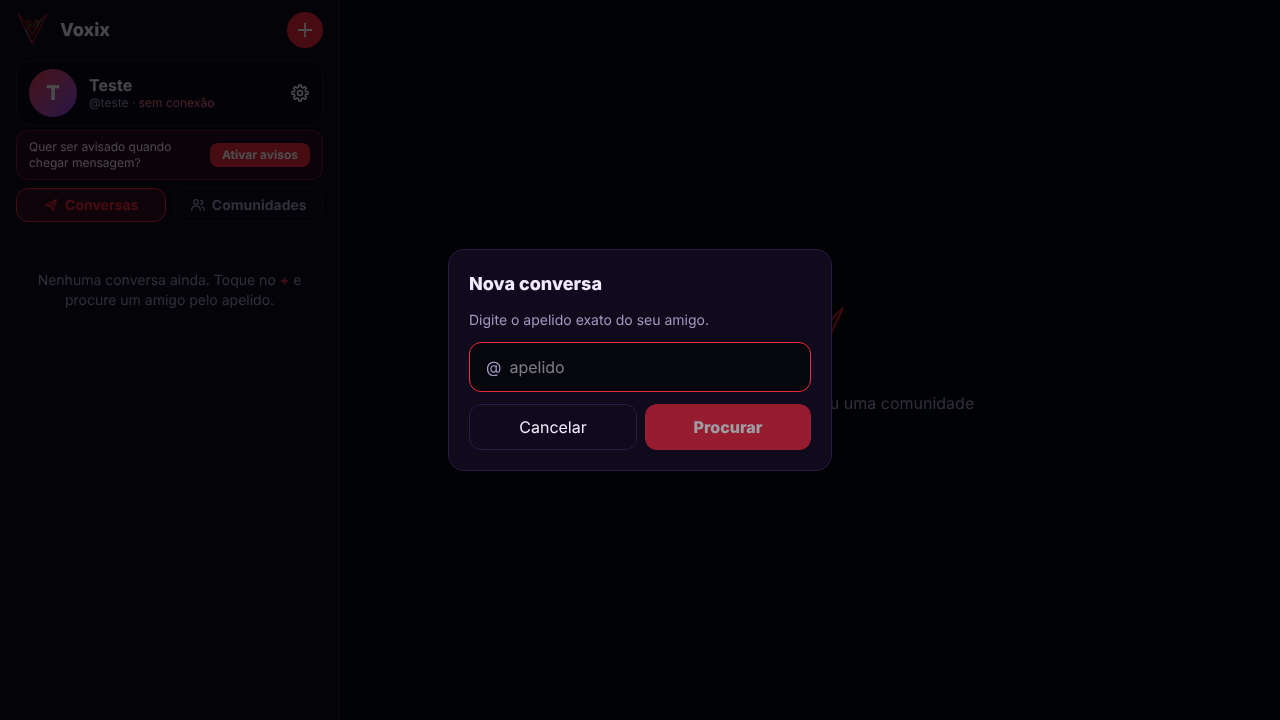 Voxix
T
Teste
@teste · sem conexão
Quer ser avisado quando
chegar mensagem?
Ativar avisos
Conversas
Comunidades
Nenhuma conversa ainda. Toque no + e
procure um amigo pelo apelido.
Nova conversa
Digite o apelido exato do seu amigo.
@ apelido
Cancelar
Procurar
uma comunidade